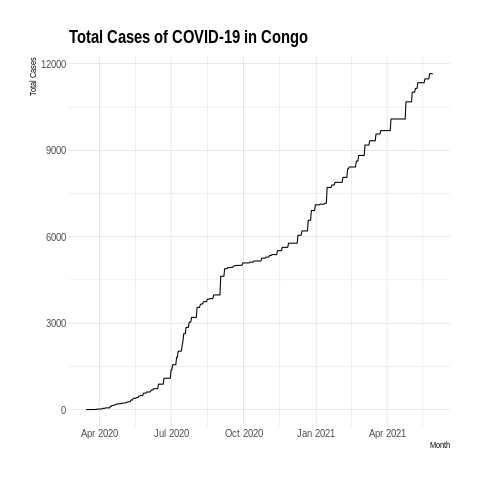 Total Cases of COVID-19 in Congo
Total Cases
12000
9000
6000
3000
0
Apr 2020 Jul 2020 Oct 2020 Jan 2021 Apr 2021
Month